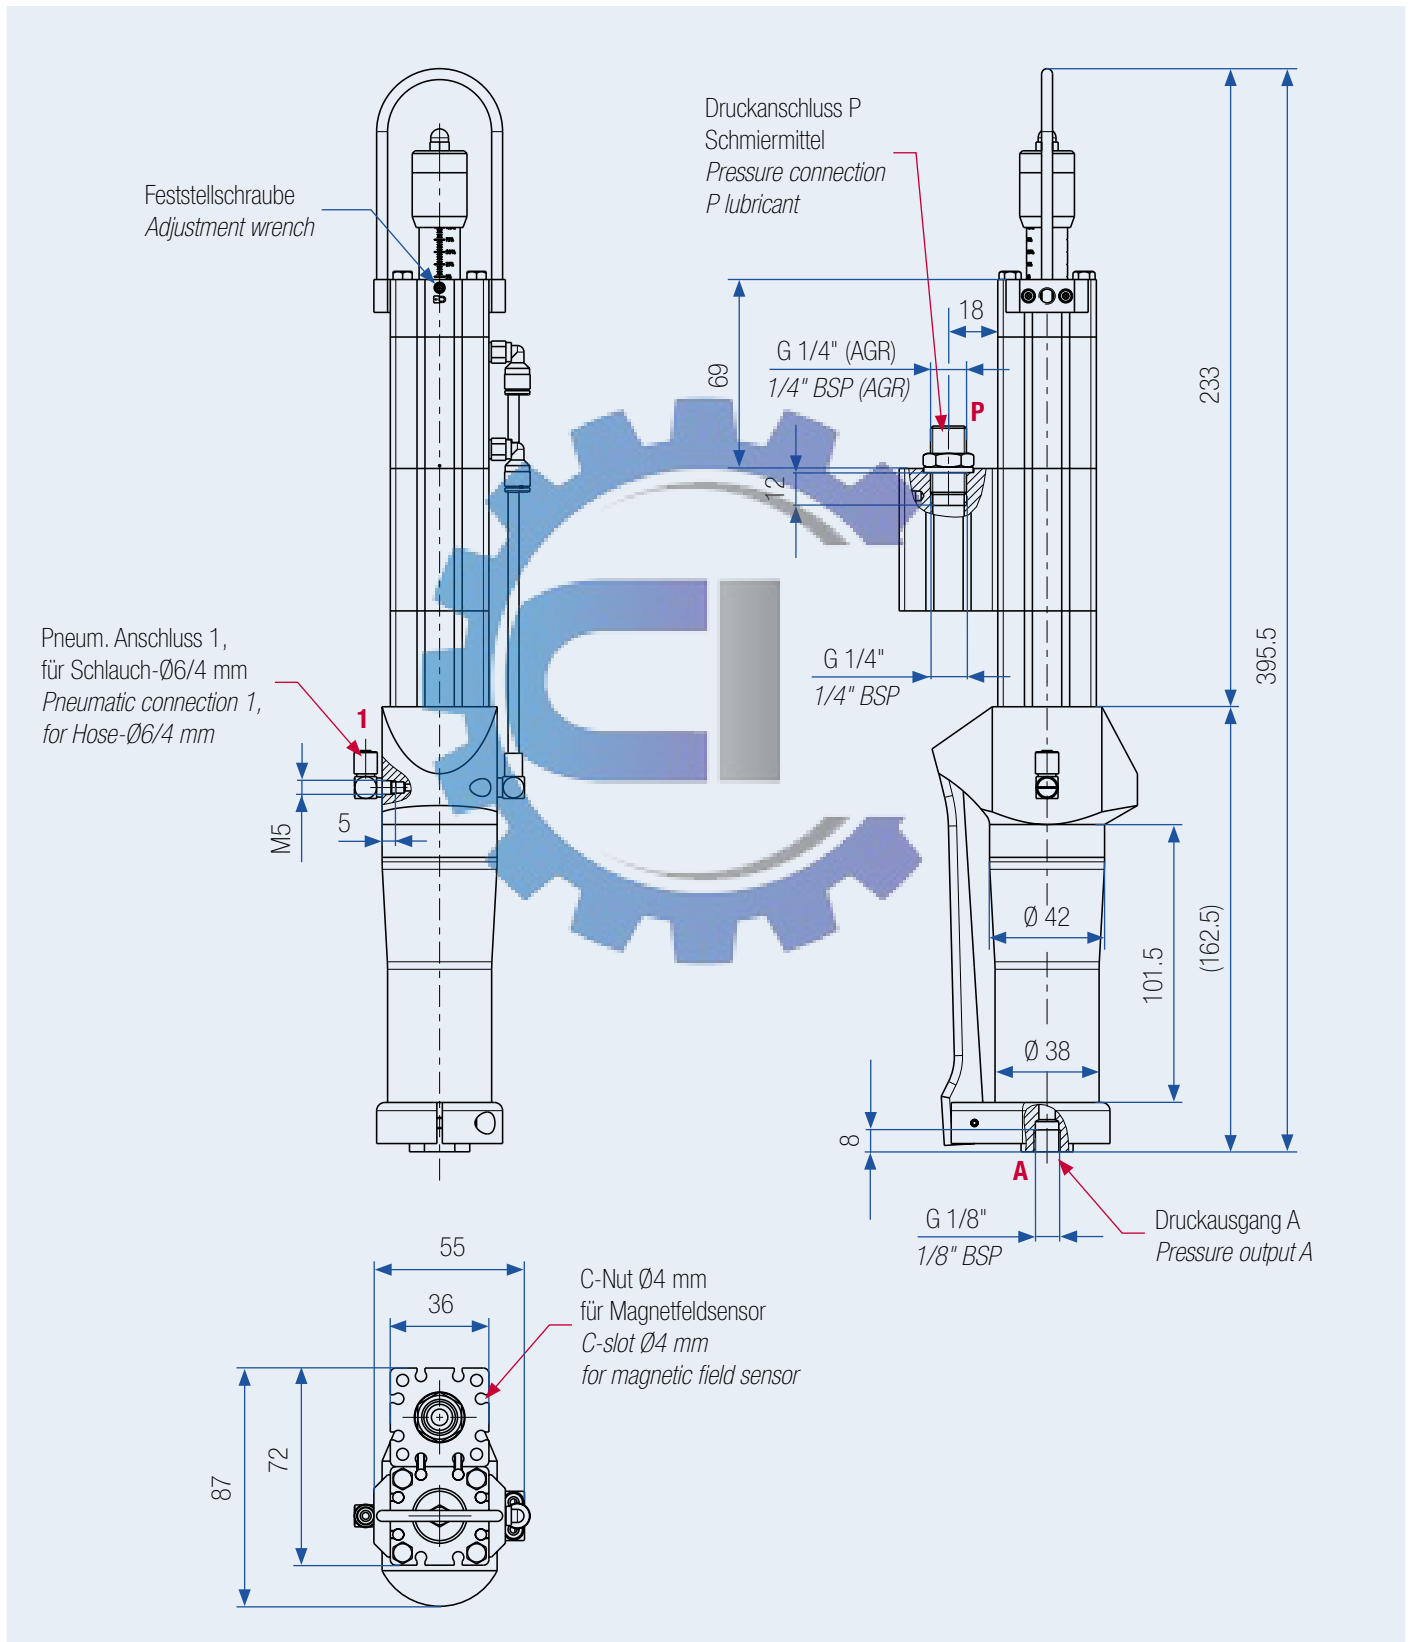 Druckanschluss P
Schmiermittel
Pressure connection
P lubricant
Feststellschraube
Adjustment wrench
18
G 1/4" (AGR)
1/4" BSP (AGR)
P
69
233
12
395.5
Pneum. Anschluss 1,
für Schlauch-Ø6/4 mm
Pneumatic connection 1,
for Hose-Ø6/4 mm
1
G 1/4"
1/4" BSP
M5
5
Ø 42
(162.5)
101.5
Ø 38
8
A
G 1/8"
1/8" BSP
Druckausgang A
Pressure output A
55
36
C-Nut Ø4 mm
für Magnetfeldsensor
C-slot Ø4 mm
for magnetic field sensor
72
87